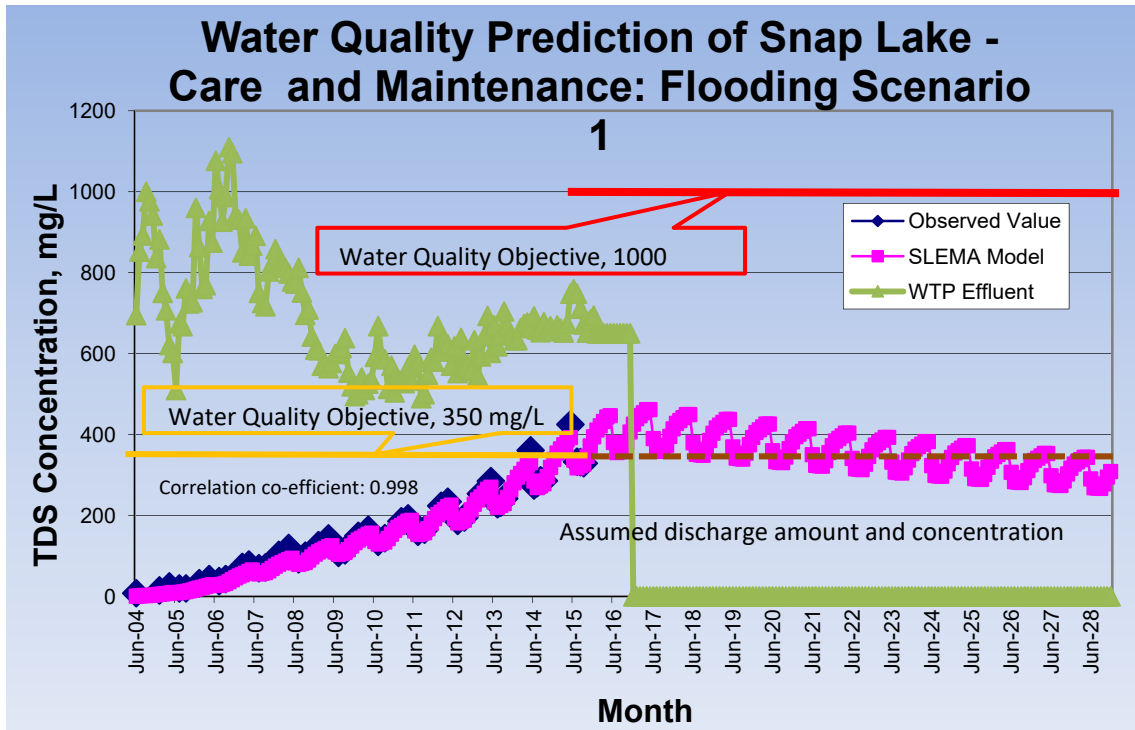 Water Quality Prediction of Snap Lake -
Care and Maintenance: Flooding Scenario
1
TDS Concentration, mg/L
1200
1000
800
600
400
200
0
Water Quality Objective, 1000
Observed Value
SLEMA Model
WTP Effluent
Water Quality Objective, 350 mg/L
Correlation co-efficient: 0.998
Assumed discharge amount and concentration
Jun-04
Jun-05
Jun-06
Jun-07
Jun-08
Jun-09
Jun-10
Jun-11
Jun-12
Jun-13
Jun-14
Jun-15
Jun-16
Jun-17
Jun-18
Jun-19
Jun-20
Jun-21
Jun-22
Jun-23
Jun-24
Jun-25
Jun-26
Jun-27
Jun-28
Month